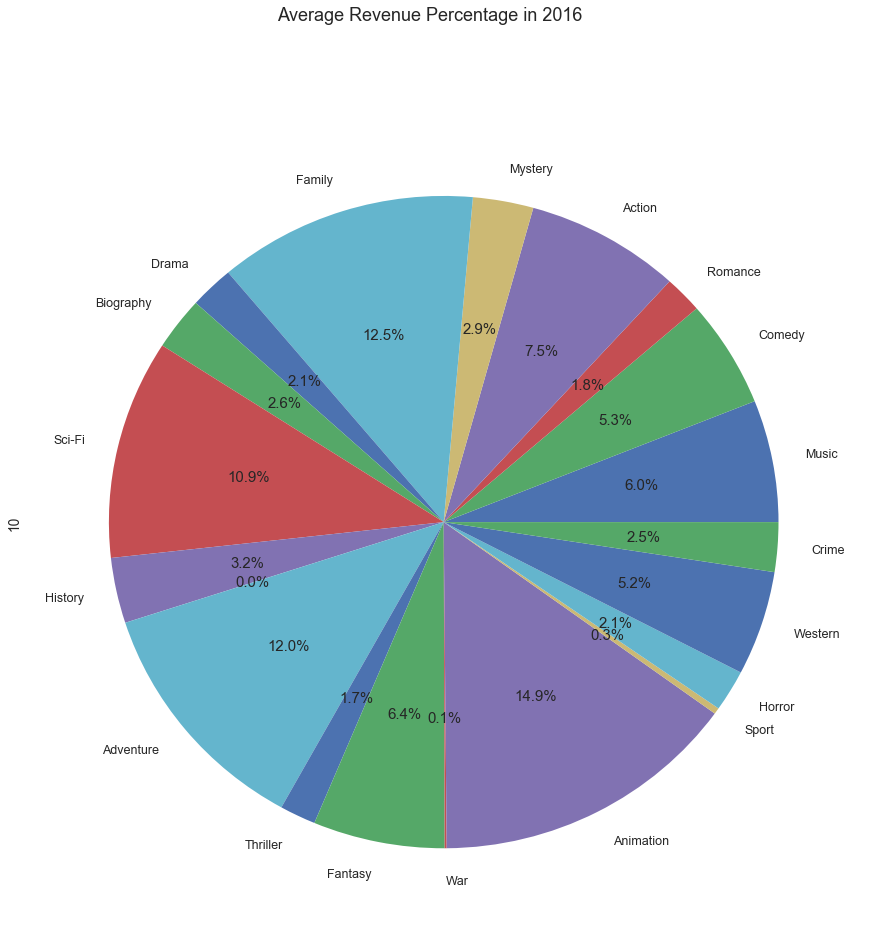 Average Revenue Percentage in 2016
Mystery
Family
Action
Drama
Romance
Biography
Comedy
2.9%
12.5%
7.5%
2.1%
1.8%
2.6%
5.3%
Sci-Fi
Music
10.9%
6.0%
10
2.5%
Crime
3.2%
0.0%
5.2%
History
2.1%
0.3%
Western
12.0%
1.7%
14.9%
Horror
6.4%
0.1%
Sport
Adventure
Thriller
Animation
Fantasy
War